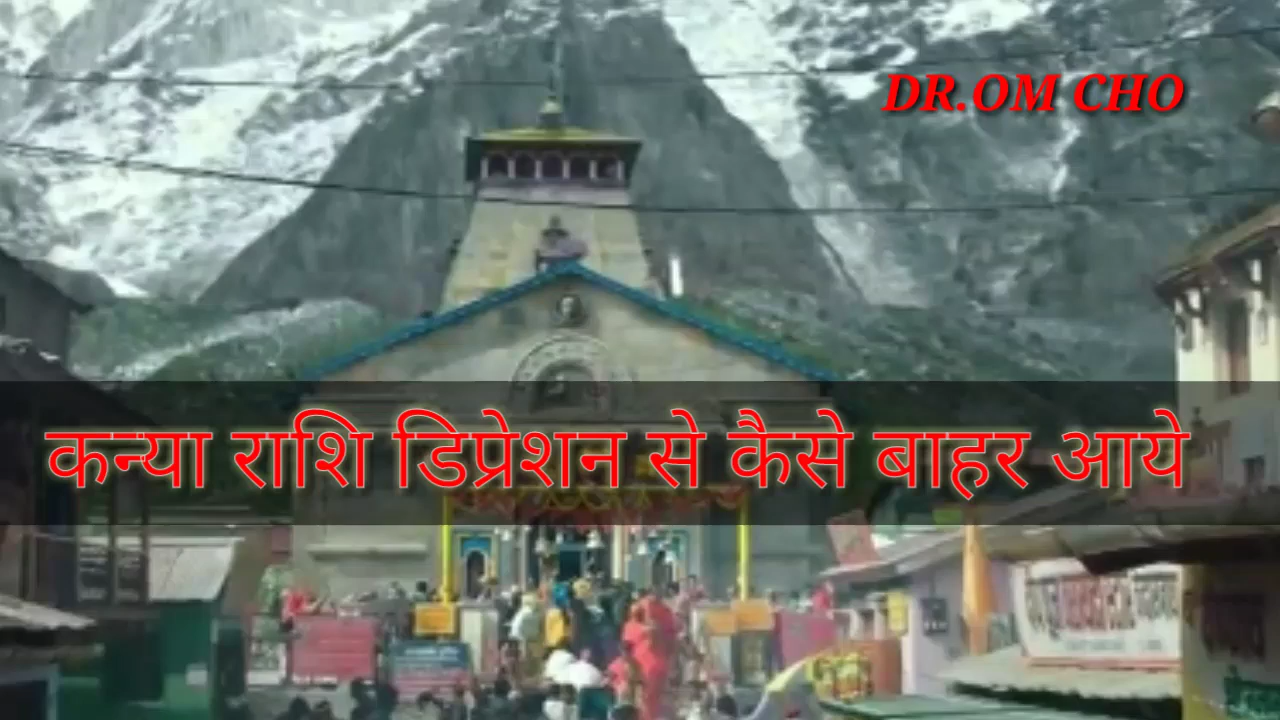 DR.OM CHO
कन्या राशि डिप्रेशन से कैसे बाहर आये